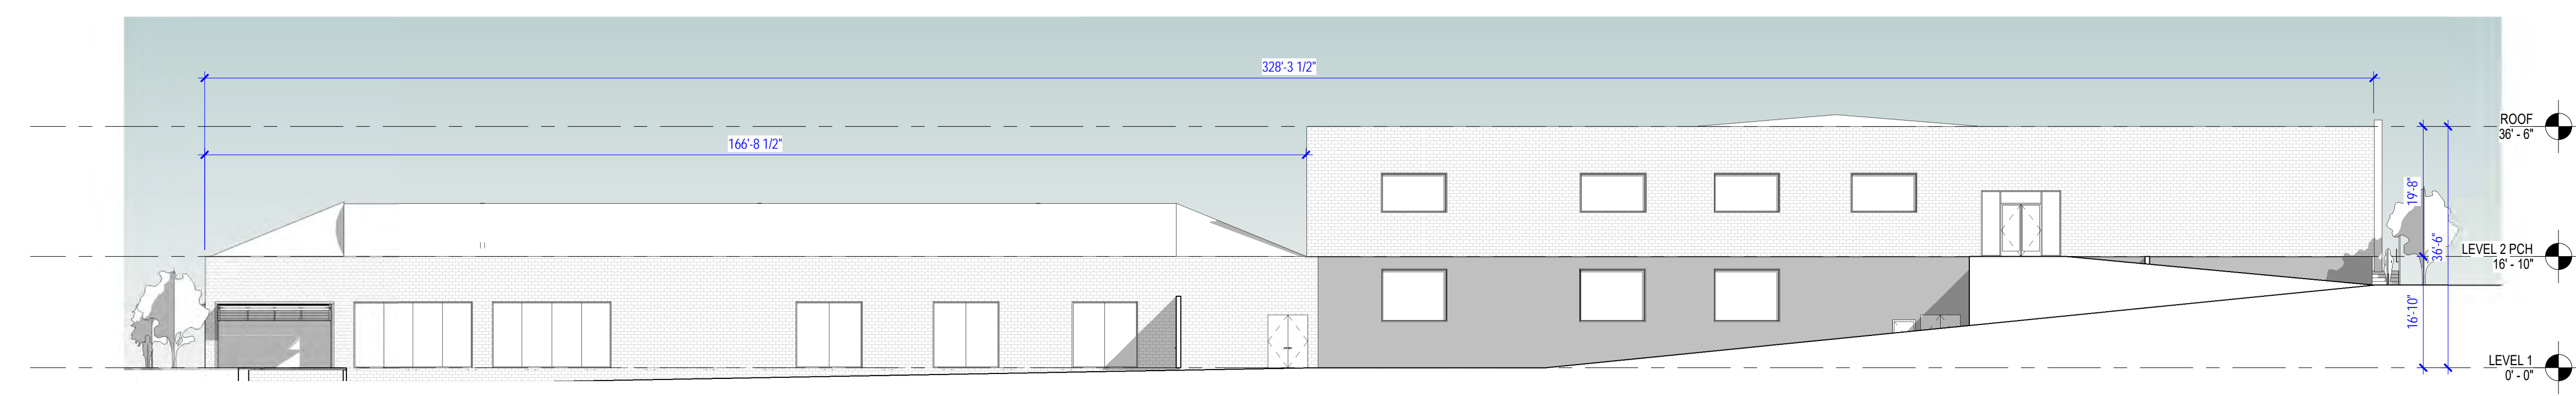 328'-3 1/2"
ROOF
36' - 6"
166'-8 1/2"
19'-8"
36'-6"
LEVEL 2 PCH
16' - 10"
16'-10"
LEVEL 1
0' - 0"